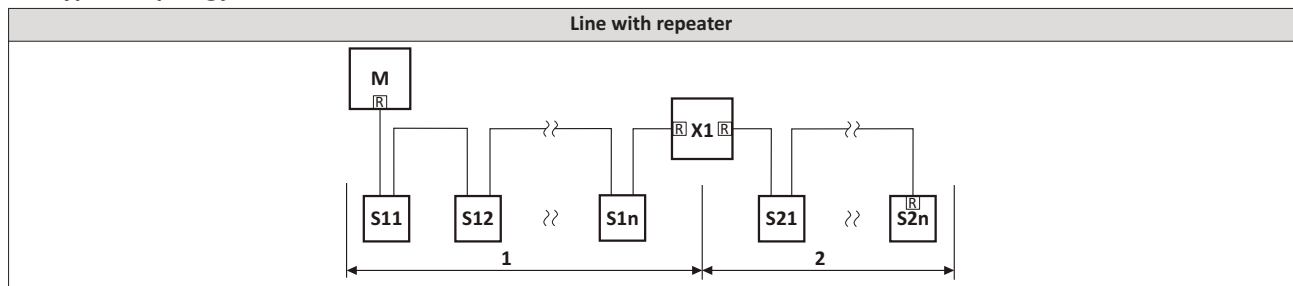 Line with repeater
M
R
R X1 R
S11 S12 S1n S21 R S2n
1 2